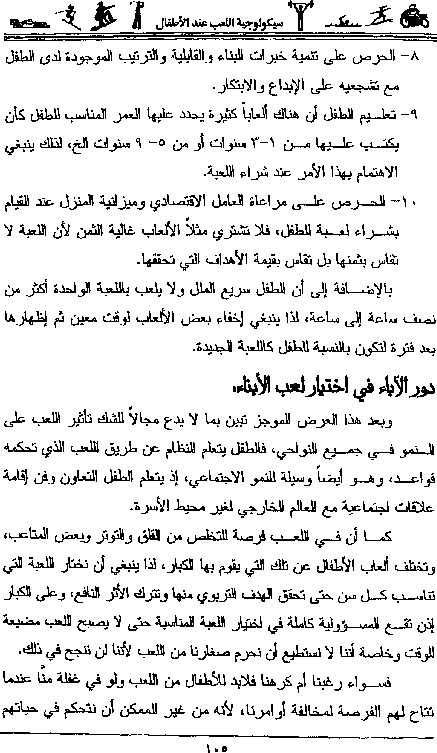 سيكولوجية اللعب عند الأطفال
٨- الحرص على تنمية خبرات البناء والقابلية والترتيب الموجودة لدى الطفل
مع تشجعيه على الإبداع والابتكار.
٩- تعليم الطفل أن هناك ألعاباً كثيرة يحدد عليها العمر المناسب للطفل كأن
يكتب عليها من ١-٣ سنوات أو من ٥- ٩ سنوات الخ، لذلك ينبغي
الاهتمام بهذا الأمر عند شراء اللعبة.
١٠- الحرص على مراعاة العامل الاقتصادي وميزانية المنزل عند القيام
بشراء لعبة للطفل، فلا تشتري مثلاً الألعاب غالية الثمن لأن اللعبة لا
تقاس بثمنها بل تقاس بقيمة الأهداف التي تحققها.
بالإضافة إلى أن الطفل سريع الملل ولا يلعب باللعبة الواحدة أكثر من
نصف ساعة إلى ساعة، لذا ينبغي إخفاء بعض الألعاب لوقت معين ثم إظهارها
بعد فترة لتكون بالنسبة للطفل كاللعبة الجديدة.
دور الآباء في اختيار لعب الأبناء:
وبعد هذا العرض الموجز تبين بما لا يدع مجالاً للشك تأثير اللعب على
النمو في جميع النواحي، فالطفل يتعلم النظام عن طريق اللعب الذي تحكمه
قواعد، وهو أيضاً وسيلة للنمو الاجتماعي، إذ يتعلم الطفل التعاون وفن إقامة
علاقات اجتماعية مع العالم الخارجي لغير محيط الأسرة.
كما أن في اللعب فرصة للتخلص من القلق والتوتر وبعض المتاعب،
وتختلف ألعاب الأطفال عن تلك التي يقوم بها الكبار، لذا ينبغي أن نختار اللعبة التي
تناسب كل سن حتى تحقق الهدف التربوي منها وتترك الأثر النافع، وعلى الكبار
إذن تقع المسؤولية كاملة في اختيار اللعبة المناسبة حتى لا يصبح اللعب مضيعة
للوقت وخاصة أننا لا نستطيع أن نحرم صغارنا من اللعب لأننا لن ننجح في ذلك.
فسواء رغبنا أم كرهنا فلابد للأطفال من اللعب ولو في غفلة منّا عندما
تتاح لهم الفرصة لمخالفة أوامرنا، لأنه من غير الممكن أن نتحكم في حياتهم
١٠٥